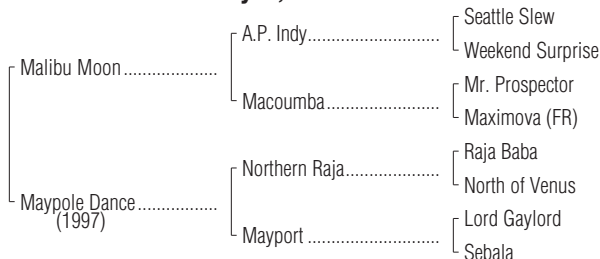 Seattle Slew
A.P. Indy
Weekend Surprise
Malibu Moon
Mr. Prospector
Macoumba
Maximova (FR)
Raja Baba
Northern Raja
North of Venus
Maypole Dance
(1997)
Lord Gaylord
Mayport
Sebala